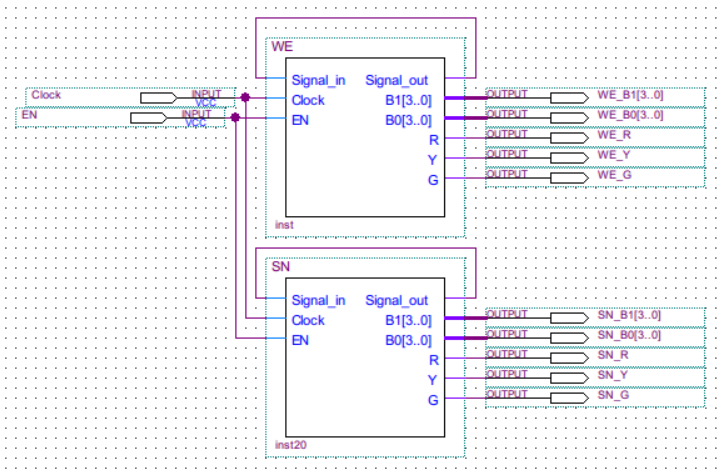 WE
Signal_in Signal_out
Clock INPUT VCC Clock B1[3..0] OUTPUT WE_B1[3..0]
EN INPUT VCC EN B0[3..0] OUTPUT WE_B0[3..0]
R OUTPUT WE_R
Y OUTPUT WE_Y
G OUTPUT WE_G
inst
SN
Signal_in Signal_out
Clock B1[3..0] OUTPUT SN_B1[3..0]
EN B0[3..0] OUTPUT SN_B0[3..0]
R OUTPUT SN_R
Y OUTPUT SN_Y
G OUTPUT SN_G
inst20